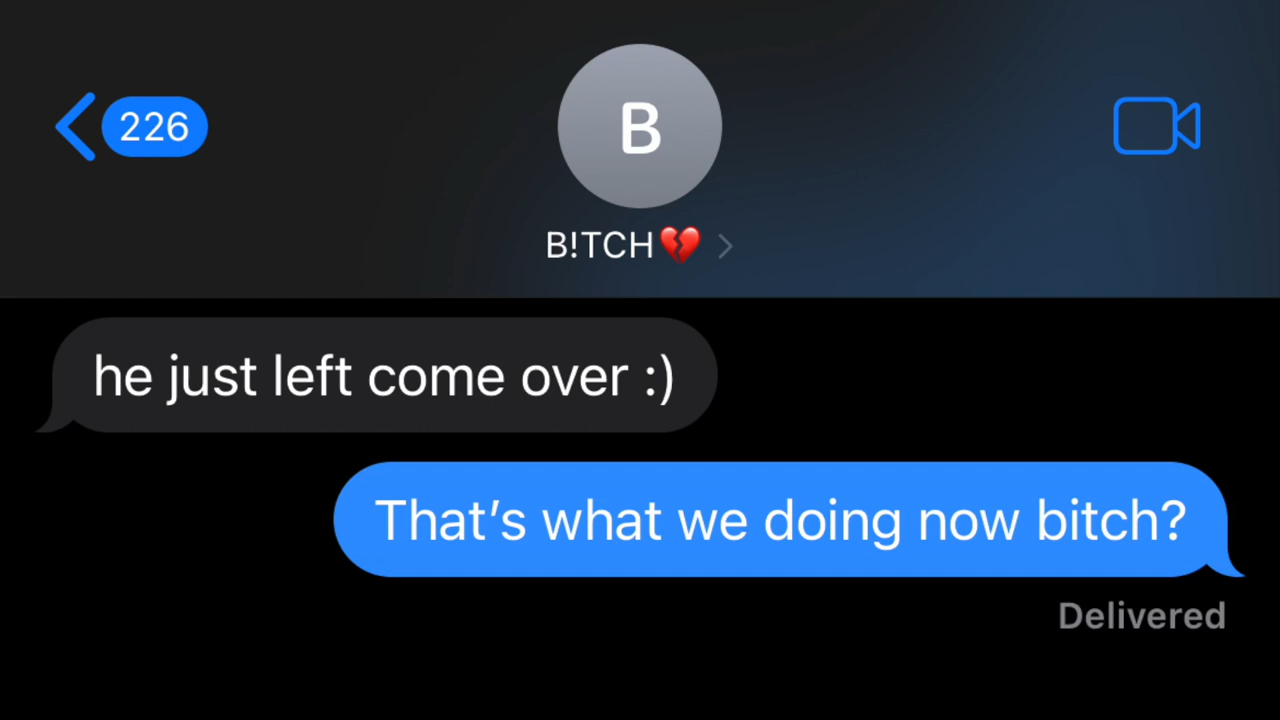 226
B
B!TCH💔
he just left come over :)
That’s what we doing now bitch?
Delivered